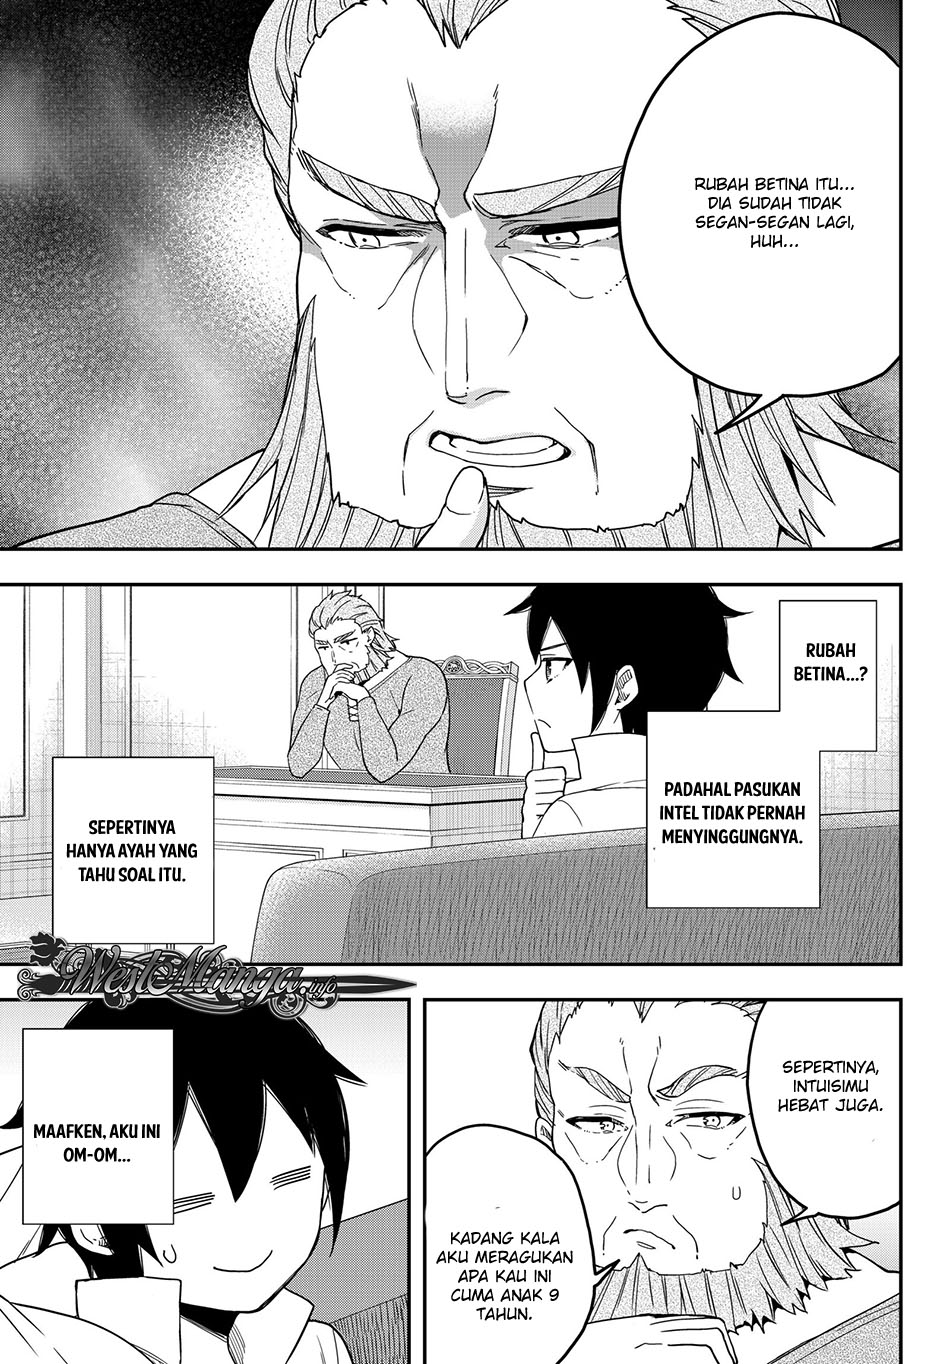 RUBAH BETINA ITU...
DIA SUDAH TIDAK
SEGAN-SEGAN LAGI,
HUH...
RUBAH
BETINA...?
PADAHAL PASUKAN
INTEL TIDAK PERNAH
MENYINGGUNGNYA.
SEPERTINYA
HANYA AYAH YANG
TAHU SOAL ITU.
WestManga.info
SEPERTINYA,
INTUISIMU
HEBAT JUGA.
KADANG KALA
AKU MERAGUKAN
APA KAU INI
CUMA ANAK 9
TAHUN.
MAAFKEN, AKU INI
OM-OM...